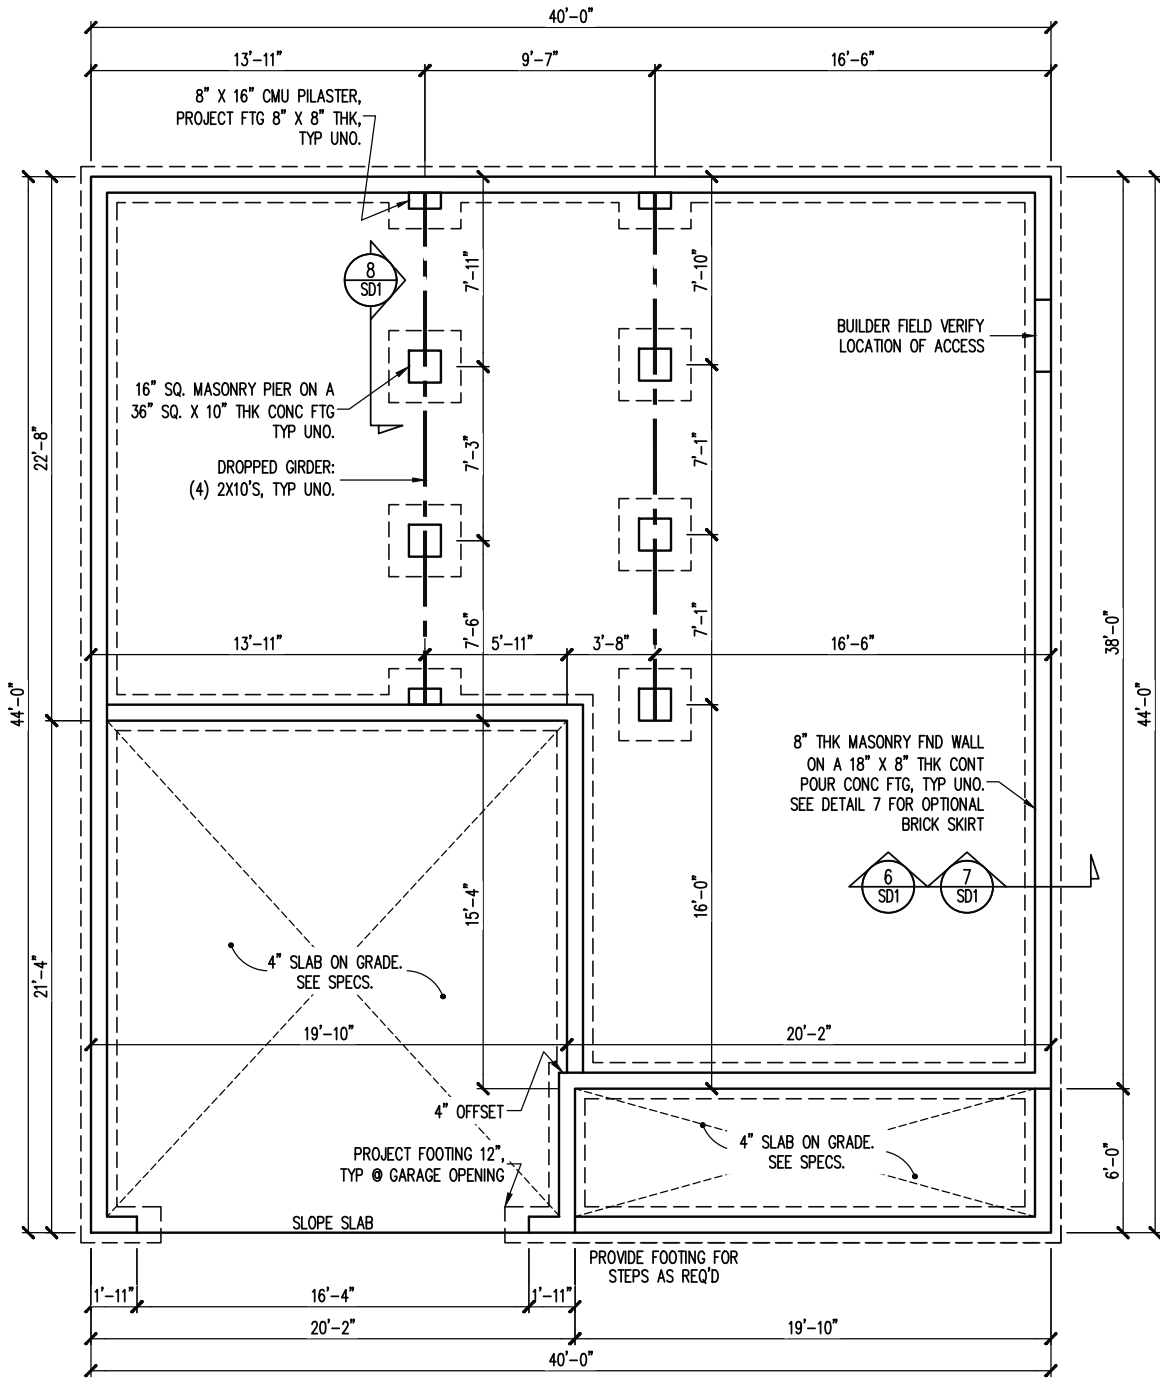 40'-0"
13'-11"
9'-7"
16'-6"
8" X 16" CMU PILASTER,
PROJECT FTG 8" X 8" THK,
TYP UNO.
7'-11"
7'-10"
8
SD1
BUILDER FIELD VERIFY
LOCATION OF ACCESS
16" SQ. MASONRY PIER ON A
36" SQ. X 10" THK CONC FTG
TYP UNO.
22'-8"
7'-3"
7'-1"
DROPPED GIRDER:
(4) 2X10'S, TYP UNO.
7'-6"
7'-1"
38'-0"
13'-11"
5'-11"
3'-8"
16'-6"
44'-0"
44'-0"
8" THK MASONRY FND WALL
ON A 18" X 8" THK CONT
POUR CONC FTG, TYP UNO.
SEE DETAIL 7 FOR OPTIONAL
BRICK SKIRT
6
SD1
7
SD1
15'-4"
16'-0"
21'-4"
4" SLAB ON GRADE.
SEE SPECS.
19'-10"
20'-2"
4" OFFSET
PROJECT FOOTING 12",
TYP @ GARAGE OPENING
4" SLAB ON GRADE.
SEE SPECS.
6'-0"
SLOPE SLAB
PROVIDE FOOTING FOR
STEPS AS REQ'D
1'-11"
16'-4"
1'-11"
20'-2"
19'-10"
40'-0"